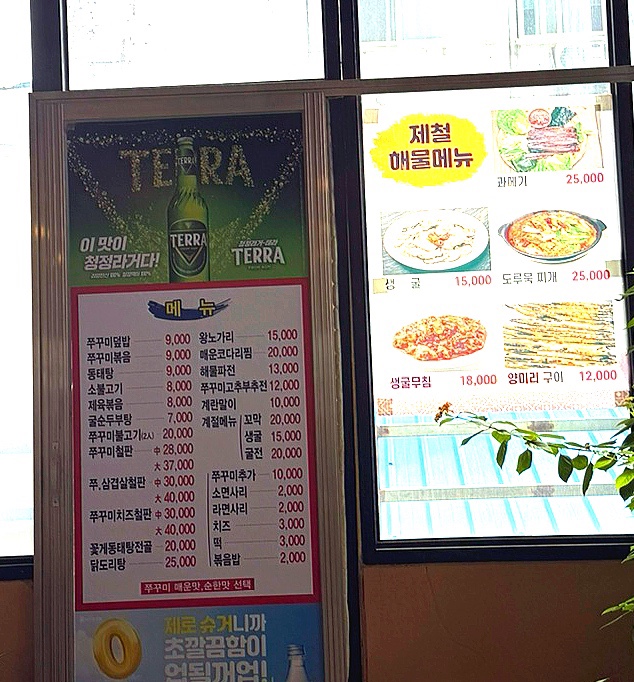 TERRA
TERRA
TERRA
이 맛이
청정라거다!
청정라거-테라
TERRA
메뉴
쭈꾸미덮밥 9,000
쭈꾸미볶음 9,000
동태탕 9,000
소불고기 8,000
제육볶음 8,000
굴순두부탕 7,000
쭈꾸미불고기(2人) 20,000
쭈꾸미철판 中 28,000
大 37,000
쭈,삼겹살철판 中 30,000
大 40,000
쭈꾸미치즈철판 中 30,000
大 40,000
꽃게동태탕전골 20,000
닭도리탕 25,000
왕노가리 15,000
매운코다리찜 20,000
해물파전 13,000
쭈꾸미고추부추전 12,000
계란말이 10,000
계절메뉴 꼬막 20,000
생굴 15,000
굴전 20,000
쭈꾸미추가 10,000
소면사리 2,000
라면사리 2,000
치즈 3,000
떡 3,000
볶음밥 2,000
쭈꾸미 매운맛,순한맛 선택
제로 슈거니까
초깔끔함이
업될꺼업!
제철
해물메뉴
과메기 25,000
생 굴 15,000
도루묵 찌개 25,000
생굴무침 18,000
양미리 구이 12,000